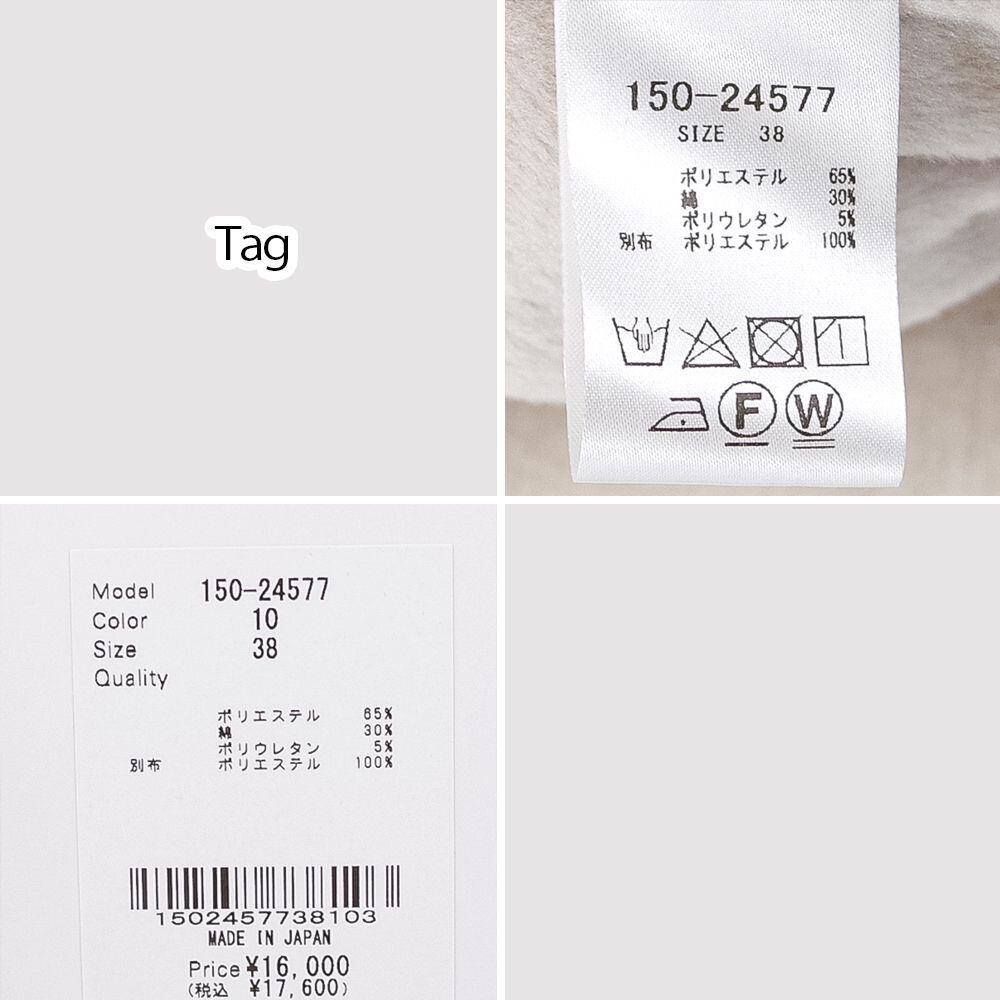 Tag
150-24577
SIZE 38
ポリエステル 65%
綿 30%
ポリウレタン 5%
別布 ポリエステル 100%
F W
Model 150-24577
Color 10
Size 38
Quality
ポリエステル 65%
綿 30%
ポリウレタン 5%
別布 ポリエステル 100%
1502457738103
MADE IN JAPAN
Price ¥16,000
(税込 ¥17,600)